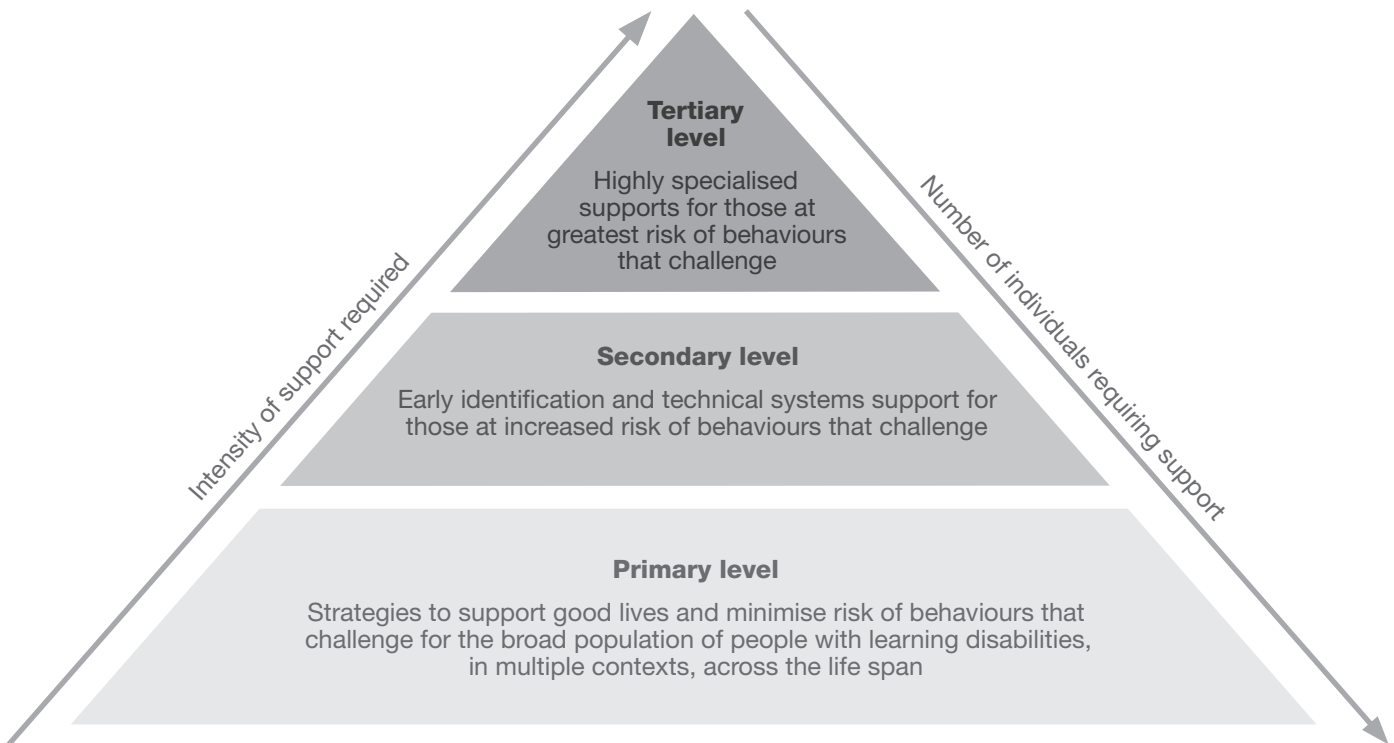 Tertiary
level
Highly specialised
supports for those at
greatest risk of behaviours
that challenge
Intensity of support required
Number of individuals requiring support
Secondary level
Early identification and technical systems support for
those at increased risk of behaviours that challenge
Primary level
Strategies to support good lives and minimise risk of behaviours that
challenge for the broad population of people with learning disabilities,
in multiple contexts, across the life span